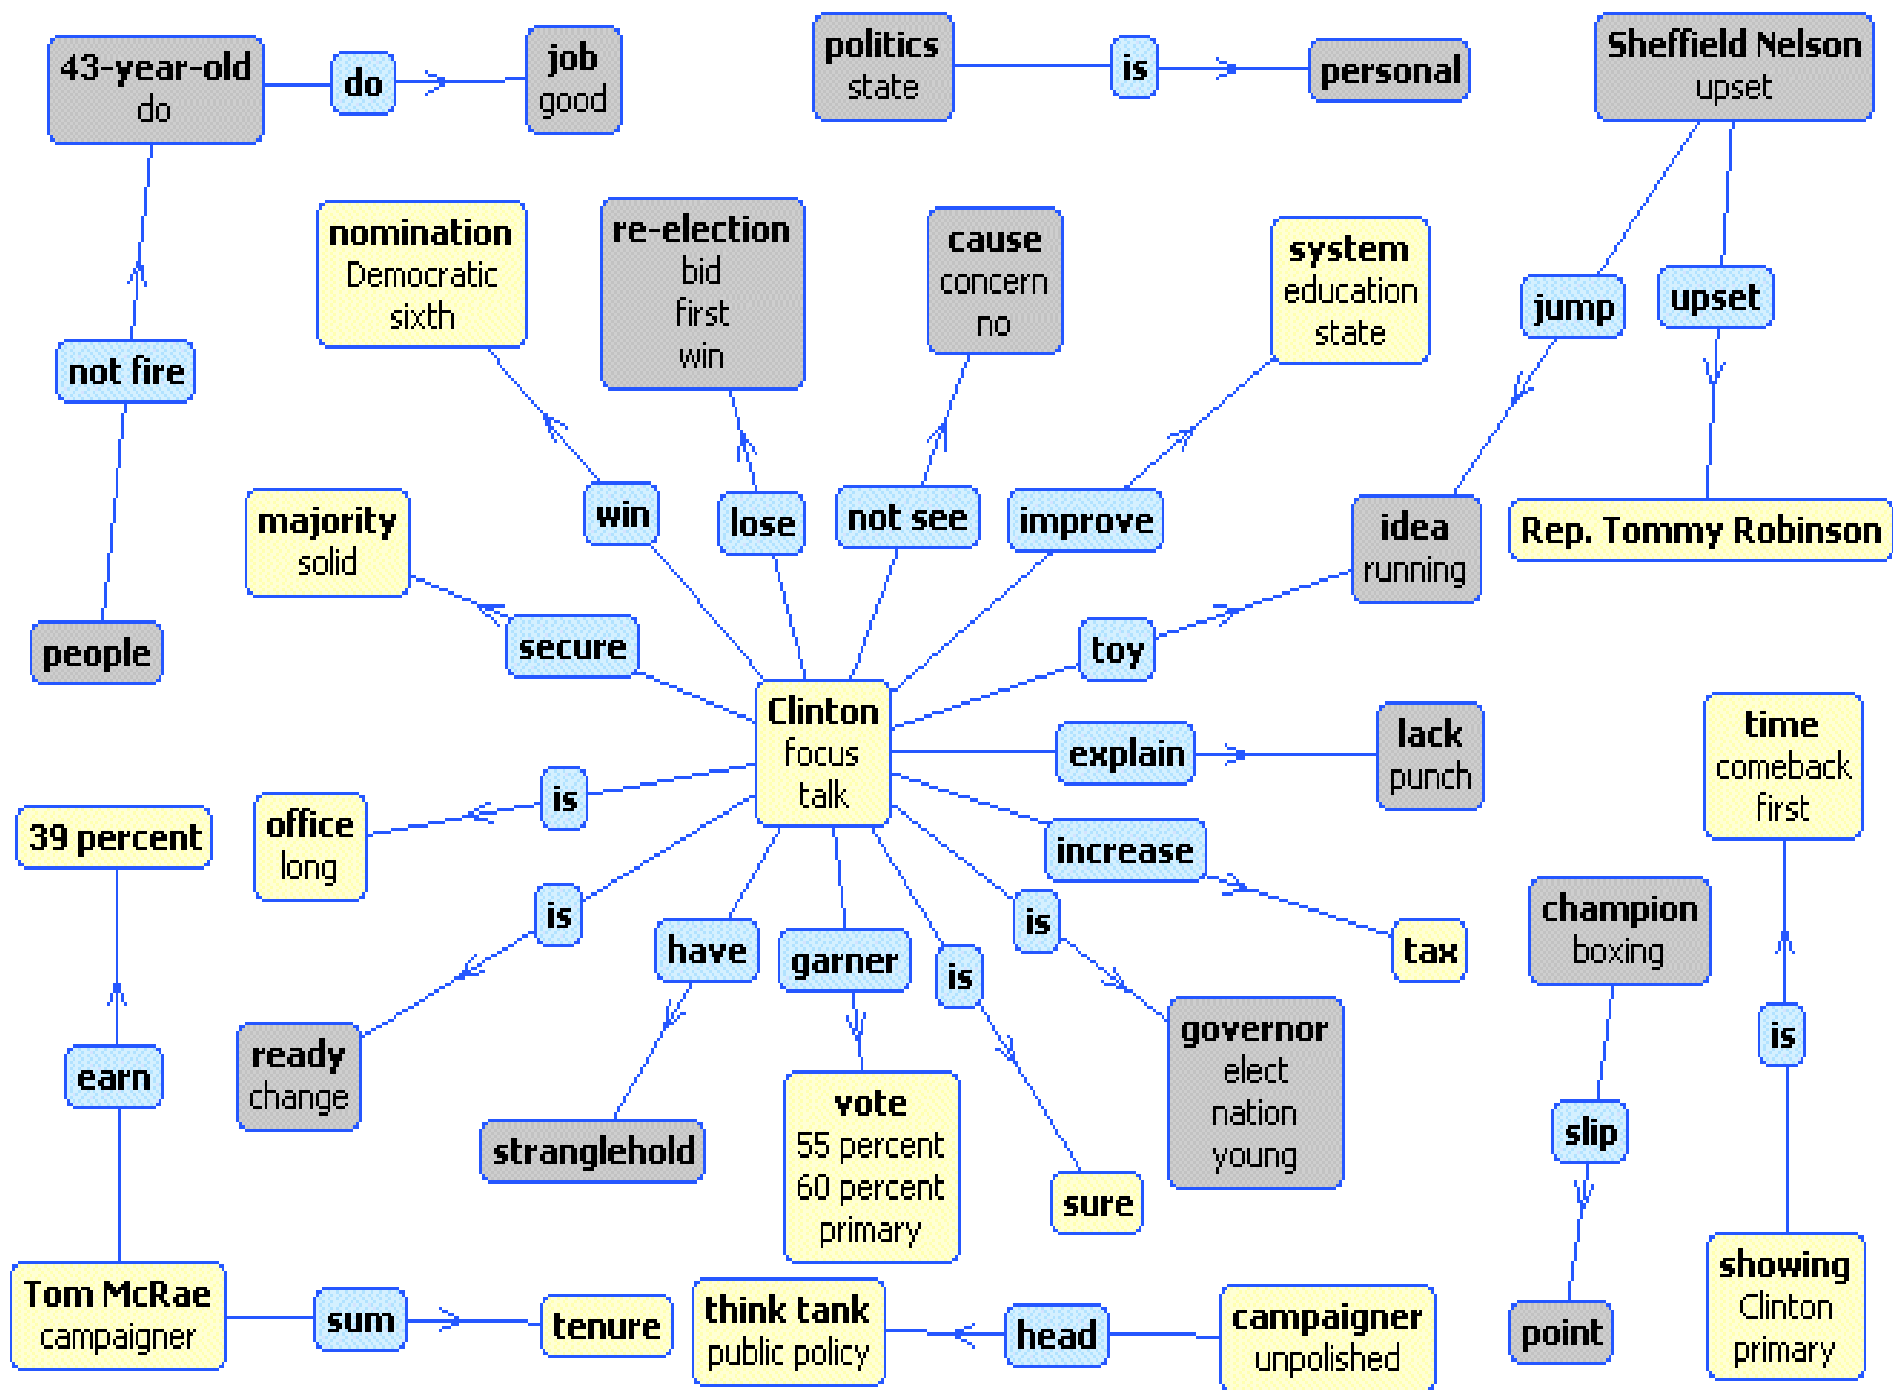 43-year-old
do
do
job
good
politics
state
is
personal
Sheffield Nelson
upset
nomination
Democratic
sixth
re-election
bid
first
win
cause
concern
no
system
education
state
jump
upset
not fire
majority
solid
win
lose
not see
improve
idea
running
Rep. Tommy Robinson
people
secure
toy
Clinton
focus
talk
explain
lack
punch
time
comeback
first
39 percent
office
long
is
increase
tax
champion
boxing
is
have
garner
is
is
earn
ready
change
governor
elect
nation
young
is
stranglehold
vote
55 percent
60 percent
primary
sure
slip
Tom McRae
campaigner
sum
tenure
think tank
public policy
head
campaigner
unpolished
point
showing
Clinton
primary